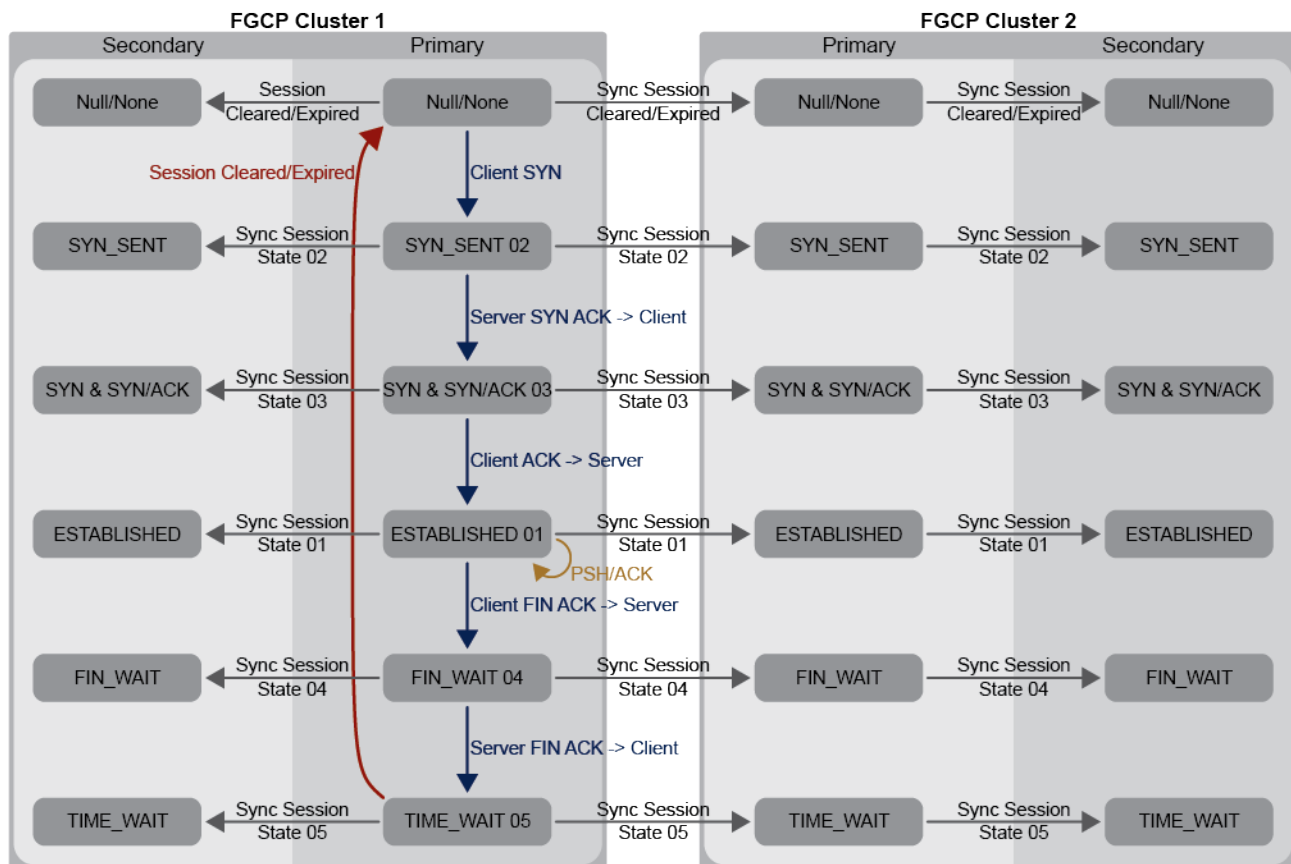 FGCP Cluster 1
FGCP Cluster 2
Secondary
Primary
Primary
Secondary
Null/None
Session
Cleared/Expired
Null/None
Sync Session
Cleared/Expired
Null/None
Sync Session
Cleared/Expired
Null/None
Session Cleared/Expired
Client SYN
SYN_SENT
Sync Session
State 02
SYN_SENT 02
Sync Session
State 02
SYN_SENT
Sync Session
State 02
SYN_SENT
Server SYN ACK -> Client
SYN & SYN/ACK
Sync Session
State 03
SYN & SYN/ACK 03
Sync Session
State 03
SYN & SYN/ACK
Sync Session
State 03
SYN & SYN/ACK
Client ACK -> Server
ESTABLISHED
Sync Session
State 01
ESTABLISHED 01
Sync Session
State 01
ESTABLISHED
Sync Session
State 01
ESTABLISHED
PSH/ACK
Client FIN ACK -> Server
FIN_WAIT
Sync Session
State 04
FIN_WAIT 04
Sync Session
State 04
FIN_WAIT
Sync Session
State 04
FIN_WAIT
Server FIN ACK -> Client
TIME_WAIT
Sync Session
State 05
TIME_WAIT 05
Sync Session
State 05
TIME_WAIT
Sync Session
State 05
TIME_WAIT